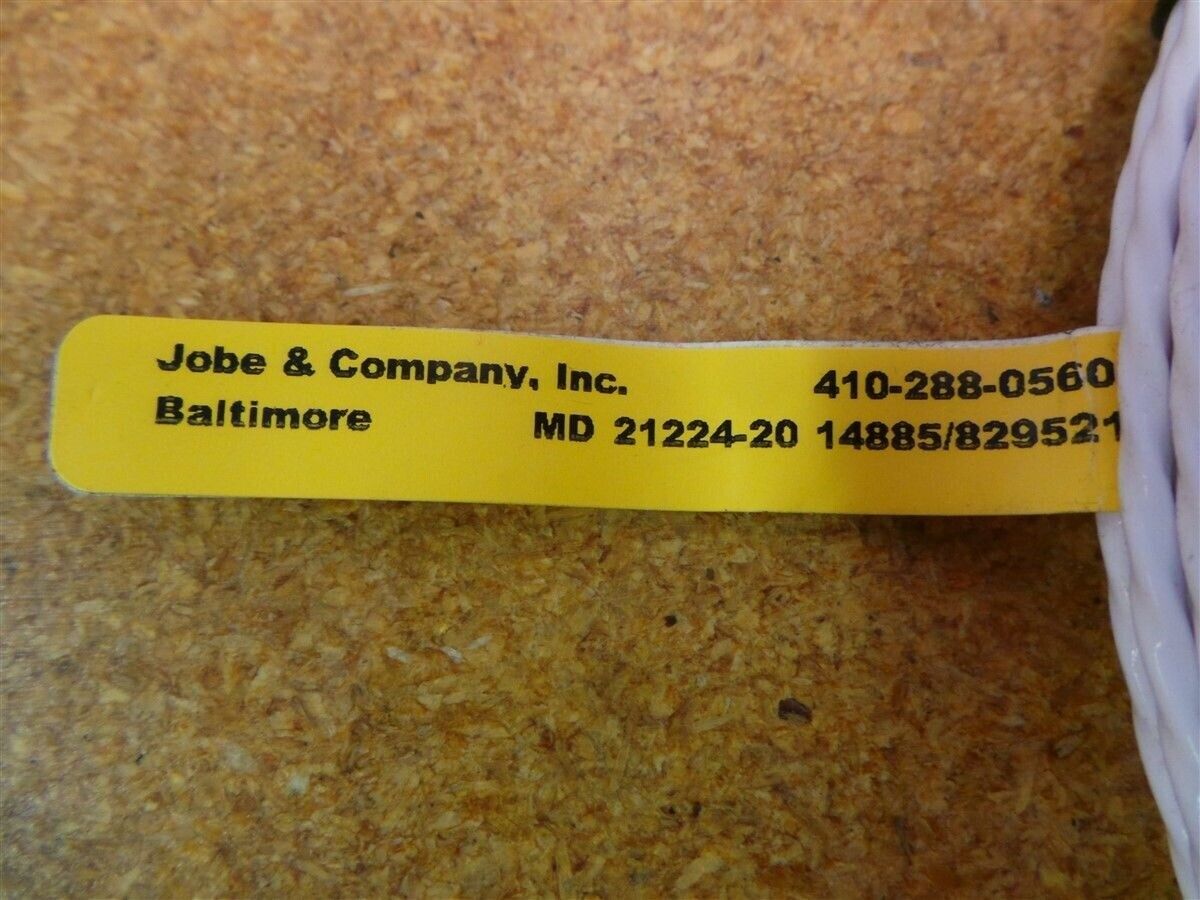 Jobe & Company, Inc. 410-288-0560
Baltimore MD 21224-20 14885/829521